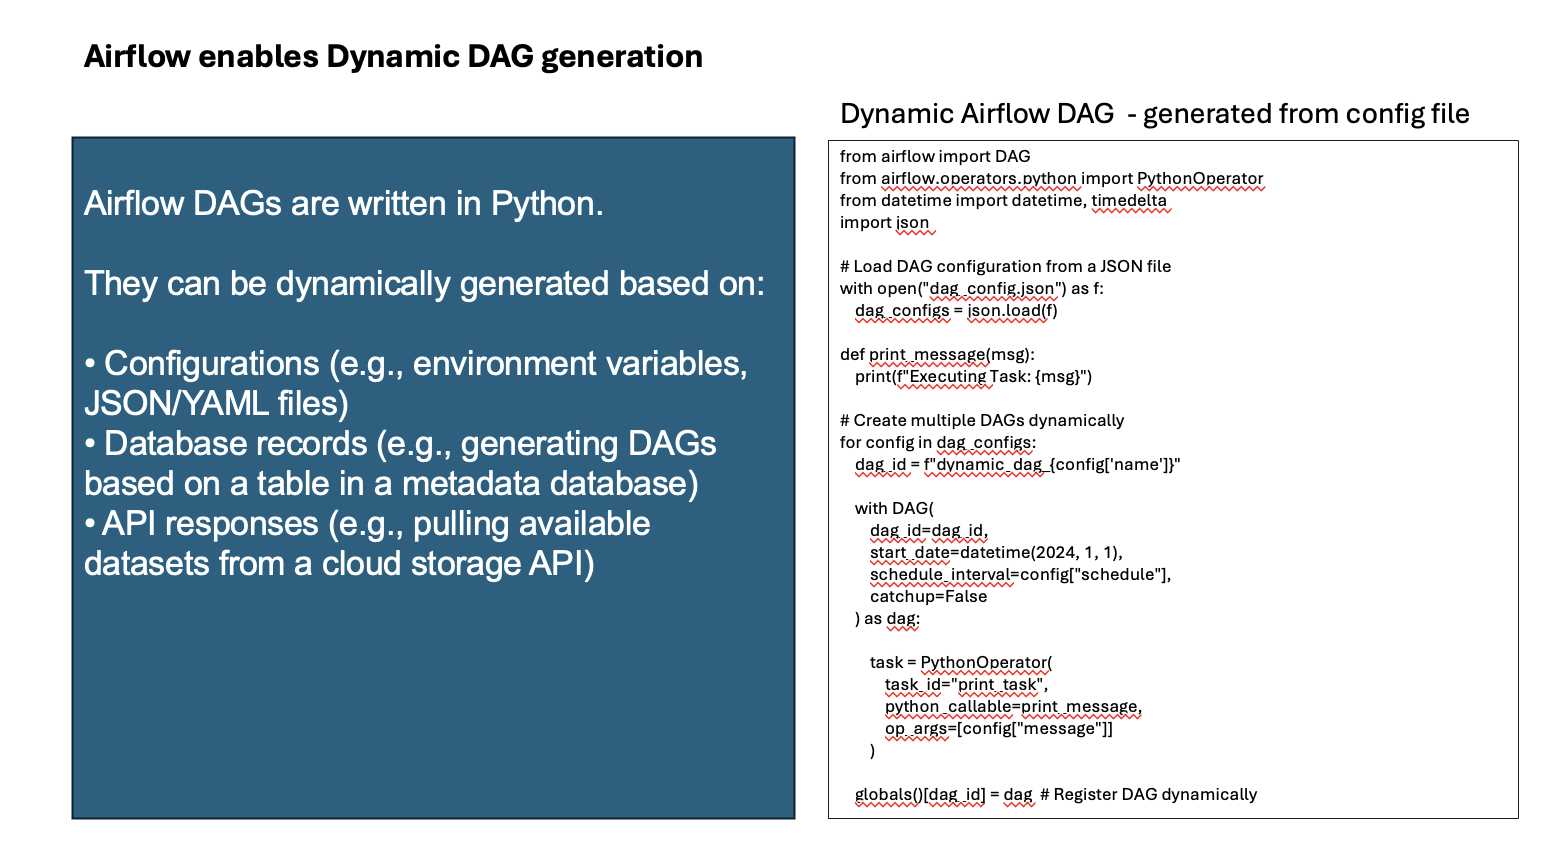 Airflow enables Dynamic DAG generation
Airflow DAGs are written in Python.
They can be dynamically generated based on:
• Configurations (e.g., environment variables,
JSON/YAML files)
• Database records (e.g., generating DAGs
based on a table in a metadata database)
• API responses (e.g., pulling available
datasets from a cloud storage API)
Dynamic Airflow DAG  - generated from config file
from airflow import DAG
from airflow.operators.python import PythonOperator
from datetime import datetime, timedelta
import json
# Load DAG configuration from a JSON file
with open("dag_config.json") as f:
    dag_configs = json.load(f)
def print_message(msg):
    print(f"Executing Task: {msg}")
# Create multiple DAGs dynamically
for config in dag_configs:
    dag_id = f"dynamic_dag_{config['name']}"
    with DAG(
        dag_id=dag_id,
        start_date=datetime(2024, 1, 1),
        schedule_interval=config["schedule"],
        catchup=False
    ) as dag:
        task = PythonOperator(
            task_id="print_task",
            python_callable=print_message,
            op_args=[config["message"]]
        )
    globals()[dag_id] = dag  # Register DAG dynamically